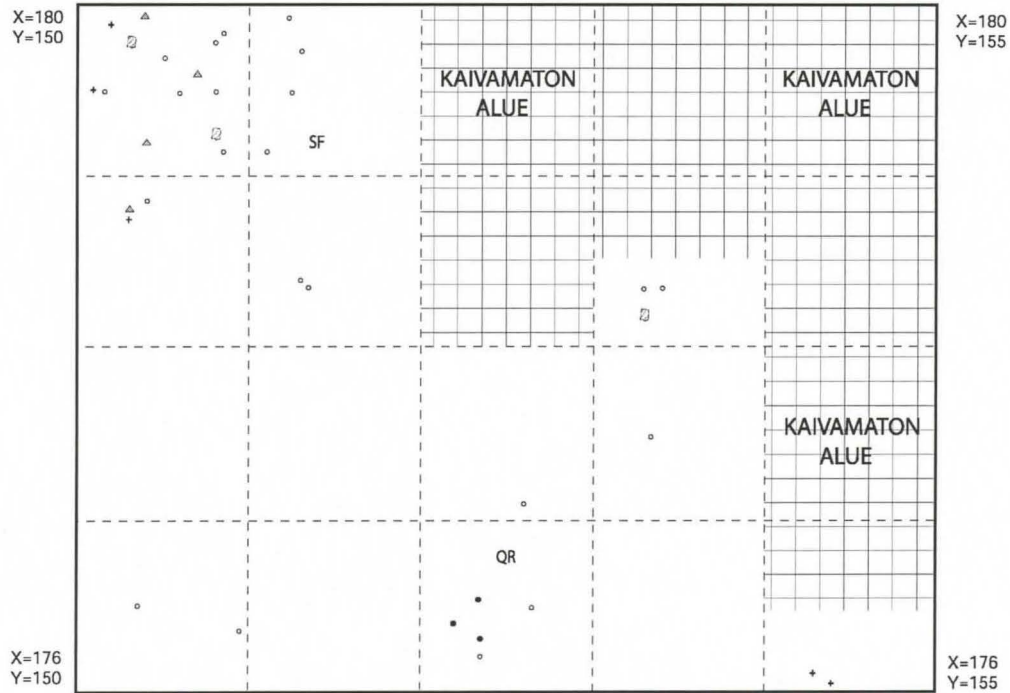 X=180
Y=150
X=180
Y=155
KAIVAMATON
ALUE
KAIVAMATON
ALUE
SF
KAIVAMATON
ALUE
QR
X=176
Y=150
X=176
Y=155